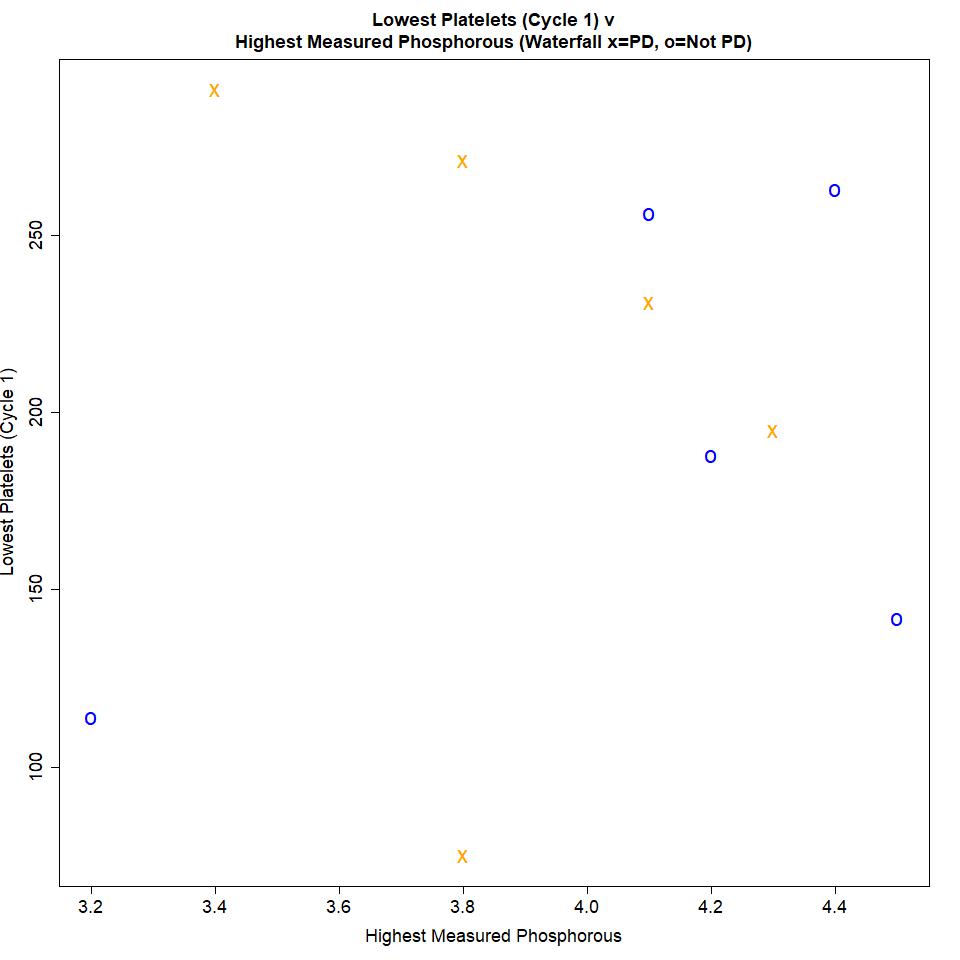 Lowest Platelets (Cycle 1) v
Highest Measured Phosphorous (Waterfall x=PD, o=Not PD)
Lowest Platelets (Cycle 1)
250
200
150
100
X
X
O
O
X
X
O
O
O
X
3.2 3.4 3.6 3.8 4.0 4.2 4.4
Highest Measured Phosphorous